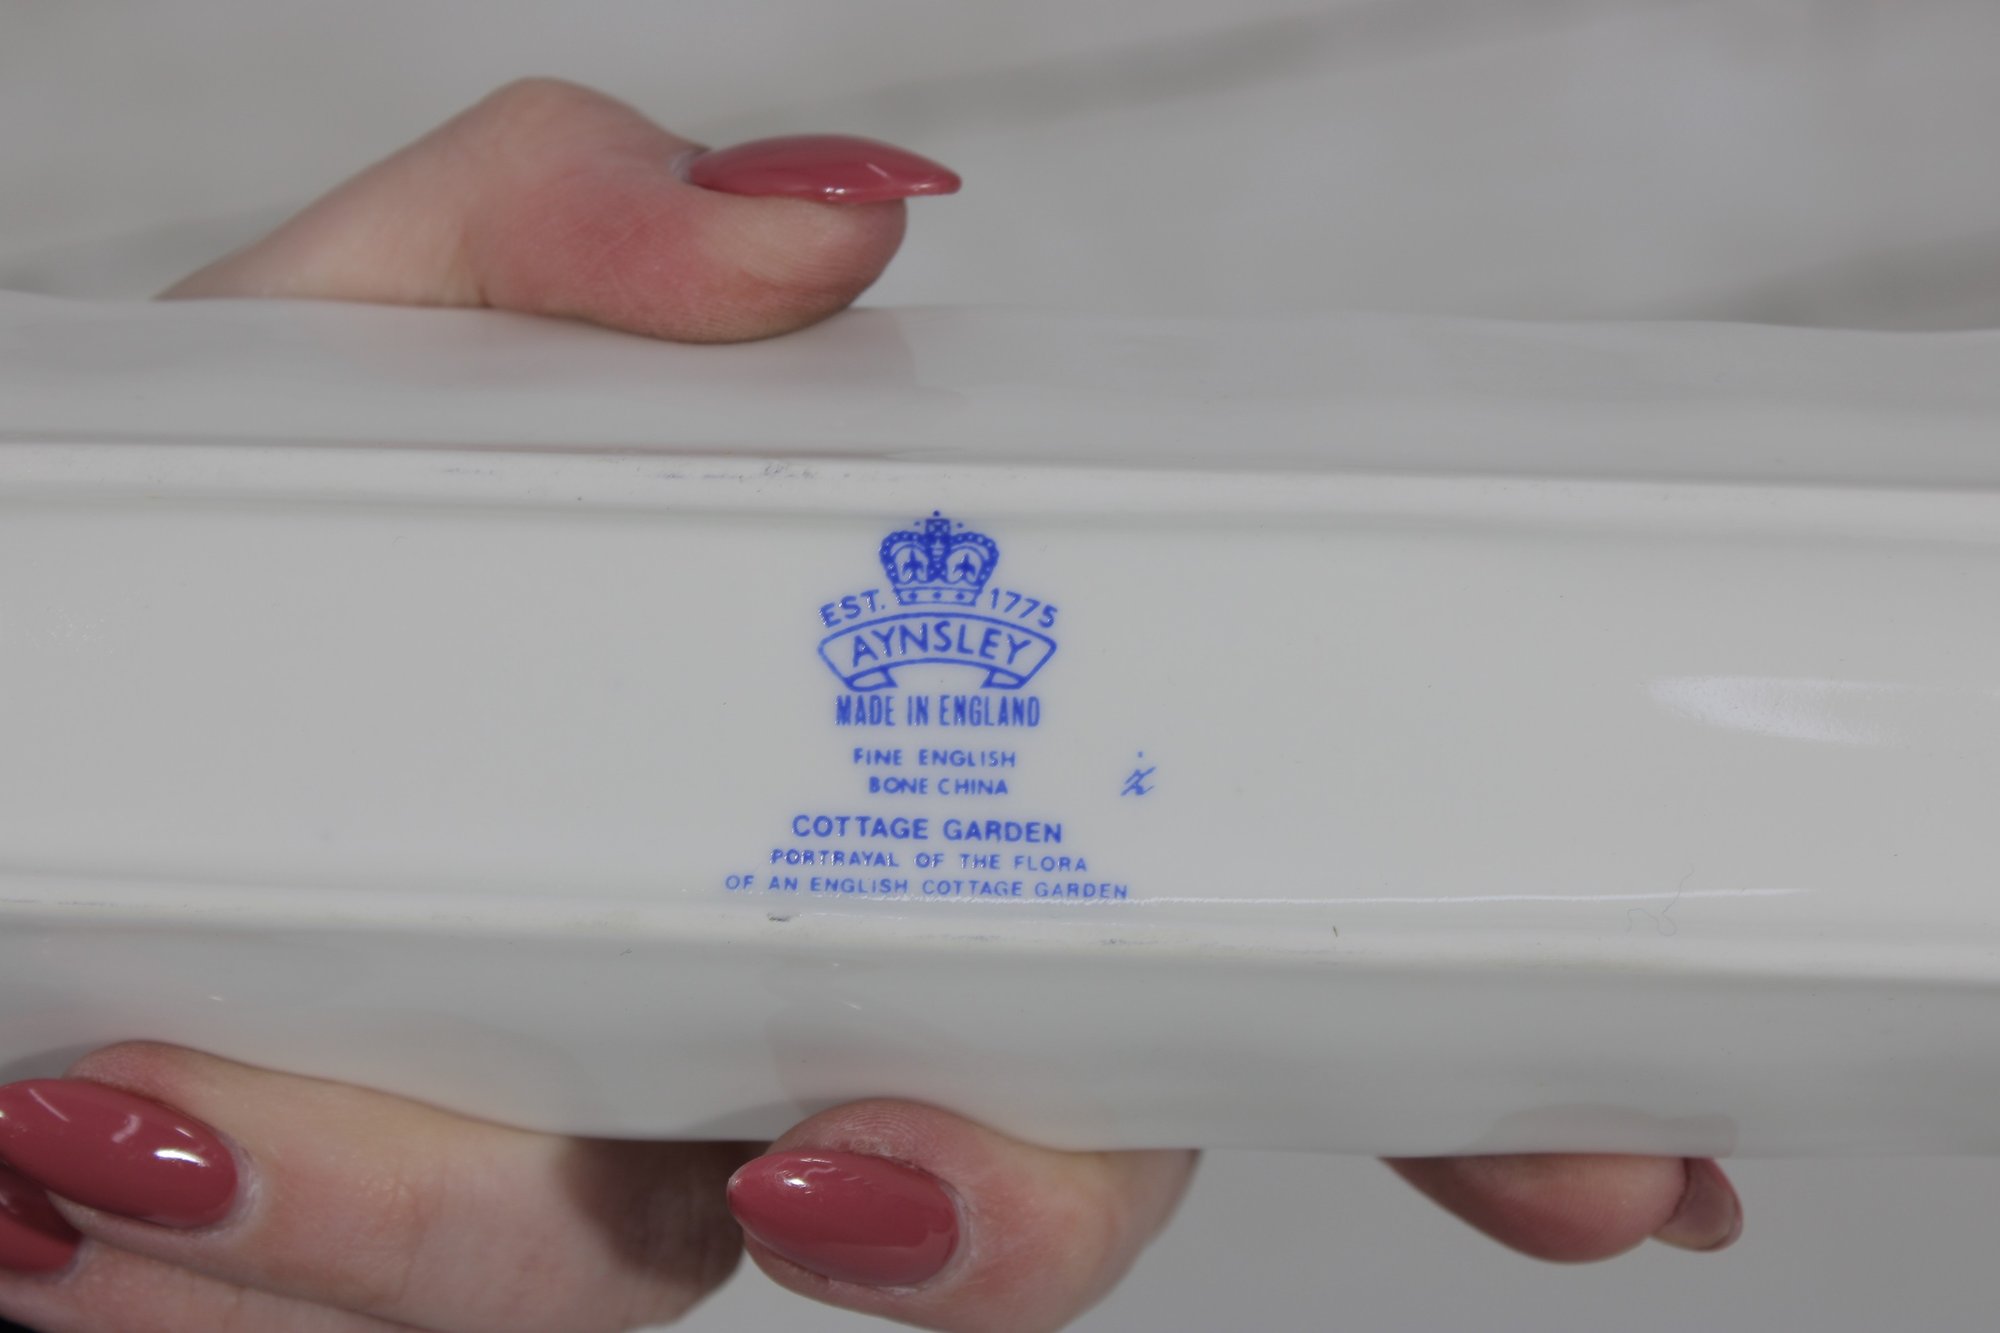 EST. 1775
AYNSLEY
MADE IN ENGLAND
FINE ENGLISH
BONE CHINA
COTTAGE GARDEN
PORTRAYAL OF THE FLORA
OF AN ENGLISH COTTAGE GARDEN